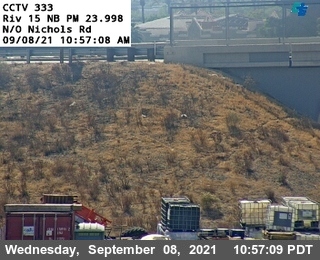 CCTV 333
Riv 15 NB PM 23.998
N/O Nichols Rd
09/08/21 10:57:08 AM
Wednesday, September 08, 2021 10:57:09 PDT